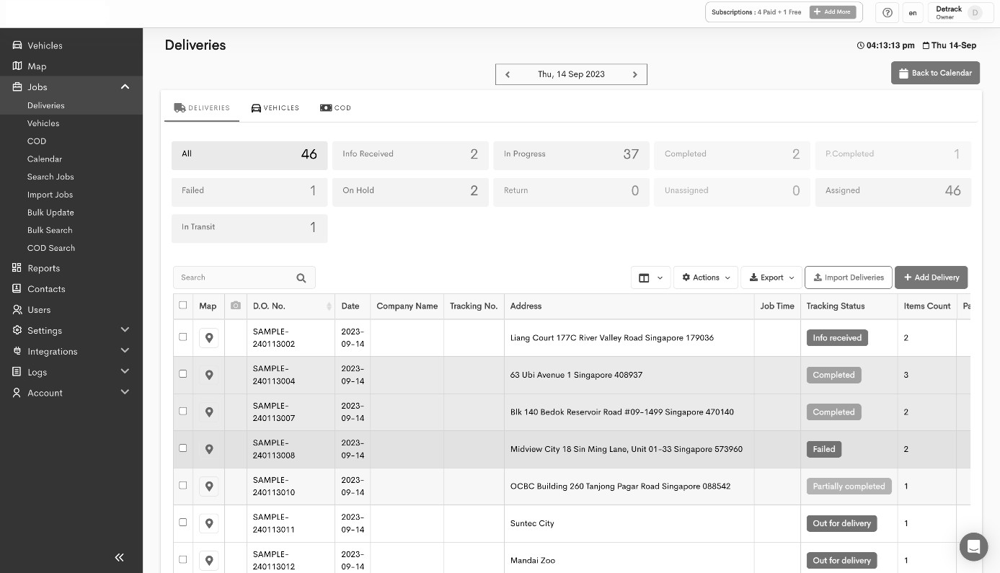 Subscriptions : 4 Paid + 1 Free Add More en Detrack D
Owner
Vehicles
Map
Jobs
Deliveries
Vehicles
COD
Calendar
Search Jobs
Import Jobs
Bulk Update
Bulk Search
COD Search
Reports
Contacts
Users
Settings
Integrations
Logs
Account
Deliveries
04:13:13 pm Thu 14-Sep
Thu, 14 Sep 2023
Back to Calendar
DELIVERIES VEHICLES COD
All 46 Info Received 2 In Progress 37 Completed 2 P.Completed 1
Failed 1 On Hold 2 Return 0 Unassigned 0 Assigned 46
In Transit 1
Search Actions Export Import Deliveries + Add Delivery
Map D.O. No. Date Company Name Tracking No. Address Job Time Tracking Status Items Count Pa
SAMPLE- 2023-
240113002 09-14 Liang Court 177C River Valley Road Singapore 179036 Info received 2
SAMPLE- 2023-
240113004 09-14 63 Ubi Avenue 1 Singapore 408937 Completed 3
SAMPLE- 2023-
240113007 09-14 Blk 140 Bedok Reservoir Road #09-1499 Singapore 470140 Completed 2
SAMPLE- 2023-
240113008 09-14 Midview City 18 Sin Ming Lane, Unit 01-33 Singapore 573960 Failed 2
SAMPLE- 2023-
240113010 09-14 OCBC Building 260 Tanjong Pagar Road Singapore 088542 Partially completed 1
SAMPLE- 2023-
240113011 09-14 Suntec City Out for delivery 1
SAMPLE- 2023-
240113012 09-14 Mandai Zoo Out for delivery 1